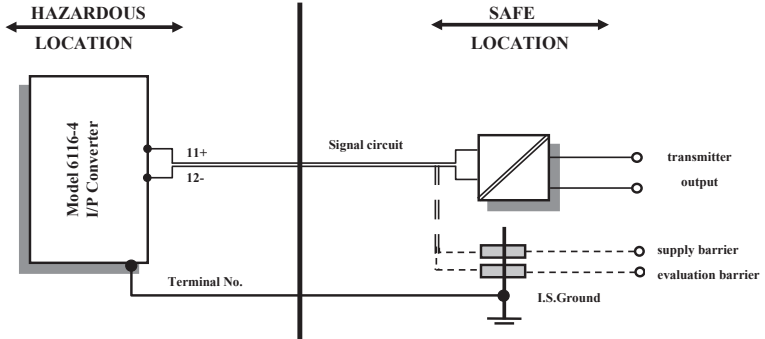 HAZARDOUS
LOCATION
SAFE
LOCATION
Model 6116-4
I/P Converter
11+
12-
Signal circuit
transmitter
output
supply barrier
evaluation barrier
Terminal No.
I.S.Ground